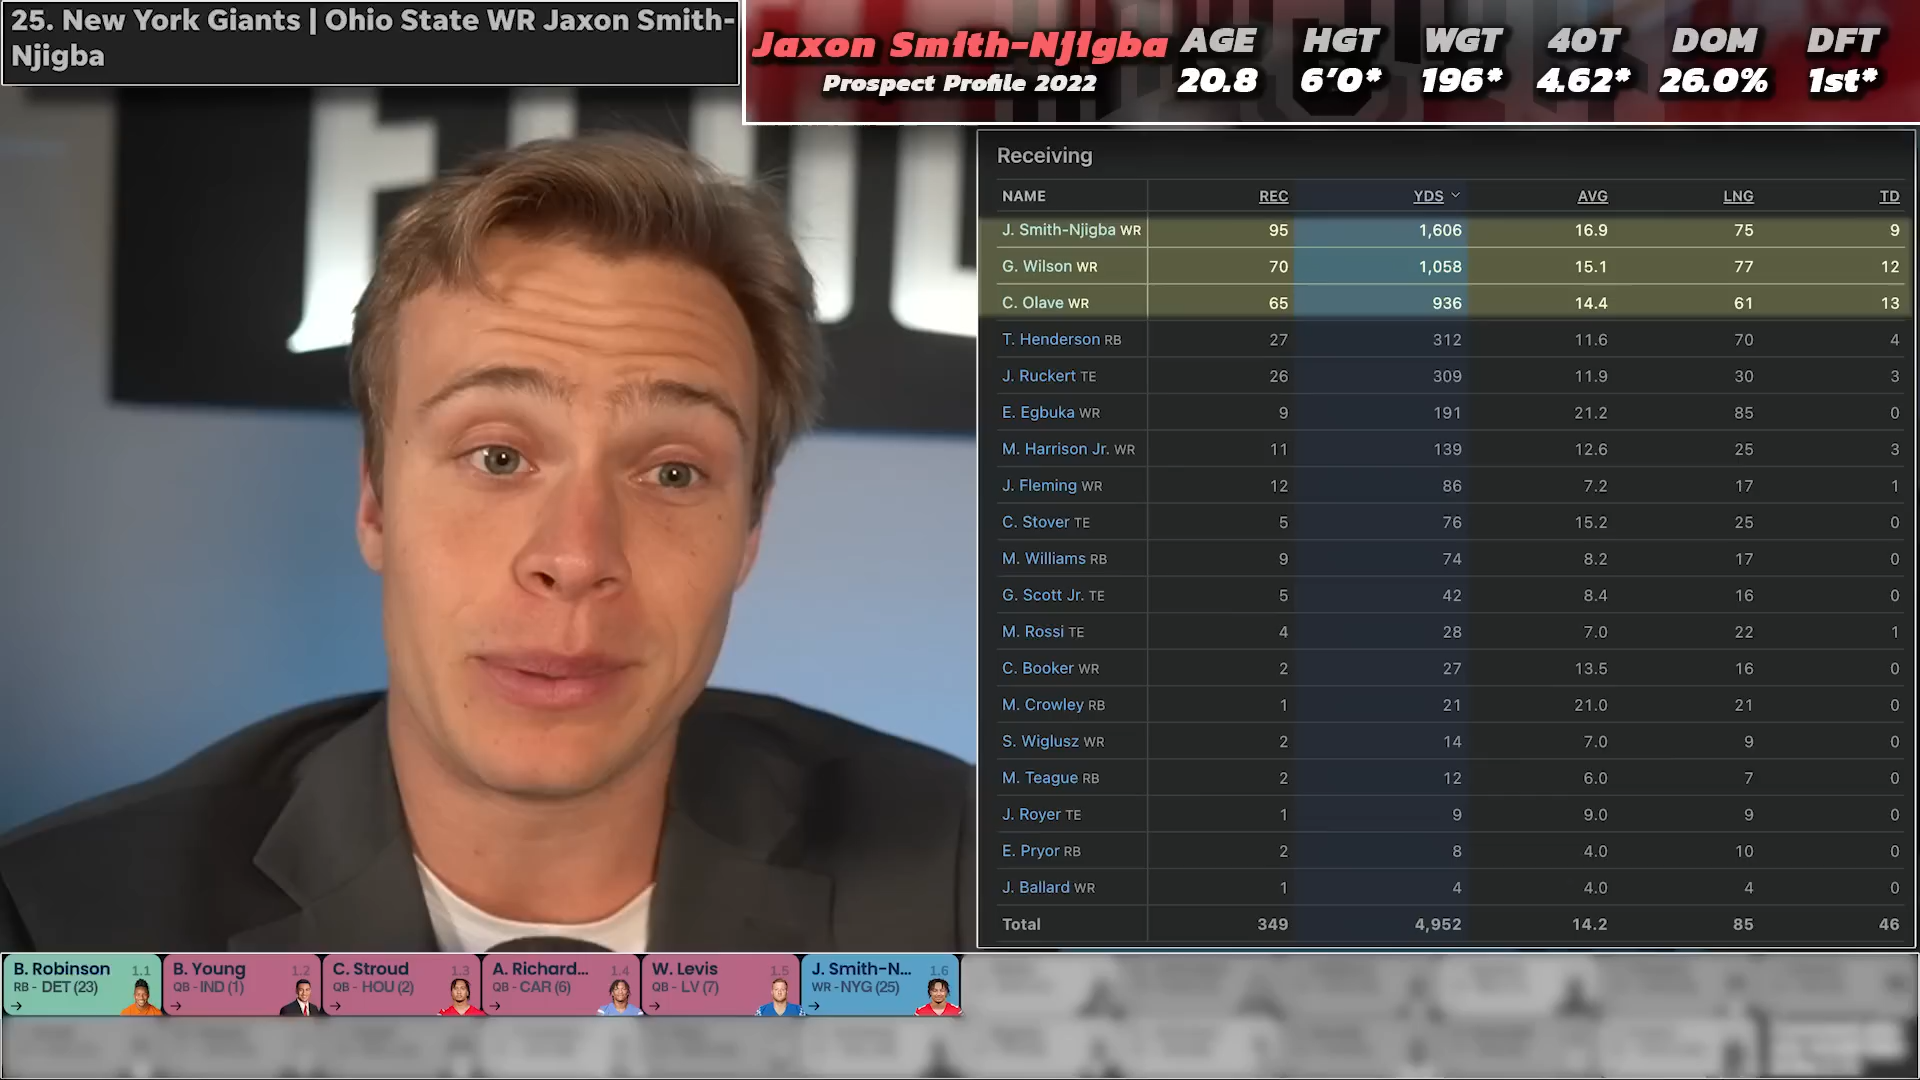 25. New York Giants | Ohio State WR Jaxon Smith-
Njigba
Jaxon Smith-Njigba
Prospect Profile 2022
AGE HGT WGT 40T DOM DFT
20.8 6'0* 196* 4.62* 26.0% 1st*
Receiving
NAME REC YDS AVG LNG TD
J. Smith-Njigba WR 95 1,606 16.9 75 9
G. Wilson WR 70 1,058 15.1 77 12
C. Olave WR 65 936 14.4 61 13
T. Henderson RB 27 312 11.6 70 4
J. Ruckert TE 26 309 11.9 30 3
E. Egbuka WR 9 191 21.2 85 0
M. Harrison Jr. WR 11 139 12.6 25 3
J. Fleming WR 12 86 7.2 17 1
C. Stover TE 5 76 15.2 25 0
M. Williams RB 9 74 8.2 17 0
G. Scott Jr. TE 5 42 8.4 16 0
M. Rossi TE 4 28 7.0 22 1
C. Booker WR 2 27 13.5 16 0
M. Crowley RB 1 21 21.0 21 0
S. Wiglusz WR 2 14 7.0 9 0
M. Teague RB 2 12 6.0 7 0
J. Royer TE 1 9 9.0 9 0
E. Pryor RB 2 8 4.0 10 0
J. Ballard WR 1 4 4.0 4 0
Total 349 4,952 14.2 85 46
B. Robinson 1.1
RB - DET (23)
B. Young 1.2
QB - IND (1)
C. Stroud 1.3
QB - HOU (2)
A. Richard... 1.4
QB - CAR (6)
W. Levis 1.5
QB - LV (7)
J. Smith-N... 1.6
WR - NYG (25)